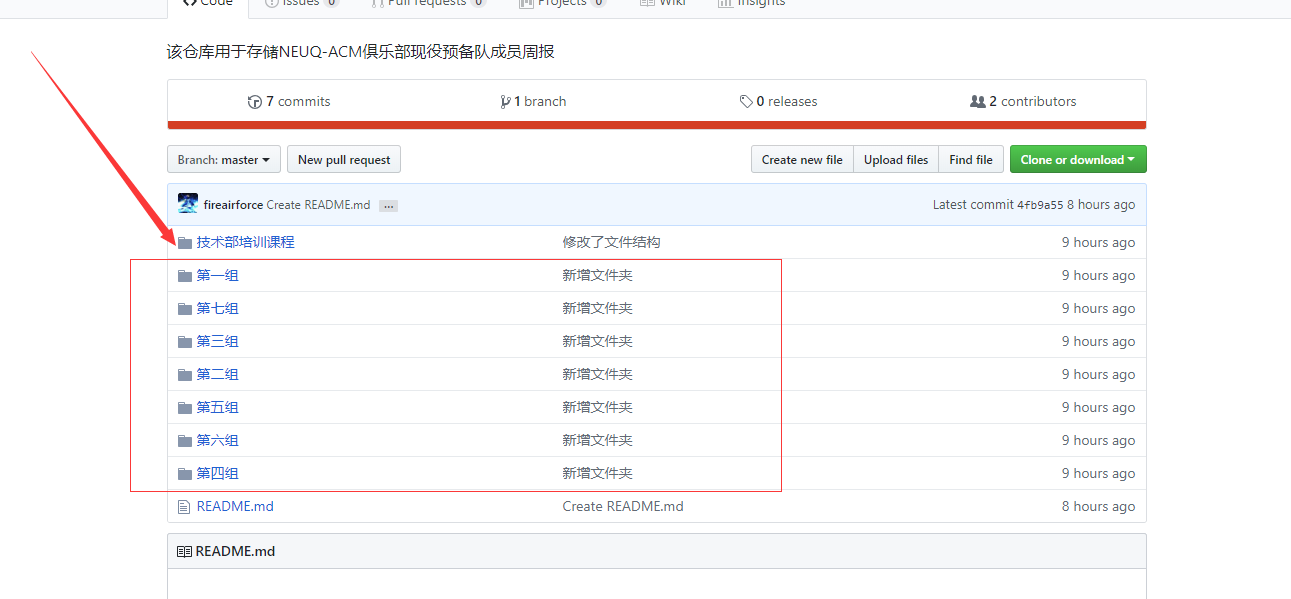 Code Issues 0 Pull requests 0 Projects 0 Wiki Insights
该仓库用于存储NEUQ-ACM俱乐部现役预备队成员周报
7 commits 1 branch 0 releases 2 contributors
Branch: master New pull request Create new file Upload files Find file Clone or download
fireairforce Create README.md ... Latest commit 4fb9a55 8 hours ago
技术部培训课程 修改了文件结构 9 hours ago
第一组 新增文件夹 9 hours ago
第七组 新增文件夹 9 hours ago
第三组 新增文件夹 9 hours ago
第二组 新增文件夹 9 hours ago
第五组 新增文件夹 9 hours ago
第六组 新增文件夹 9 hours ago
第四组 新增文件夹 9 hours ago
README.md Create README.md 8 hours ago
README.md